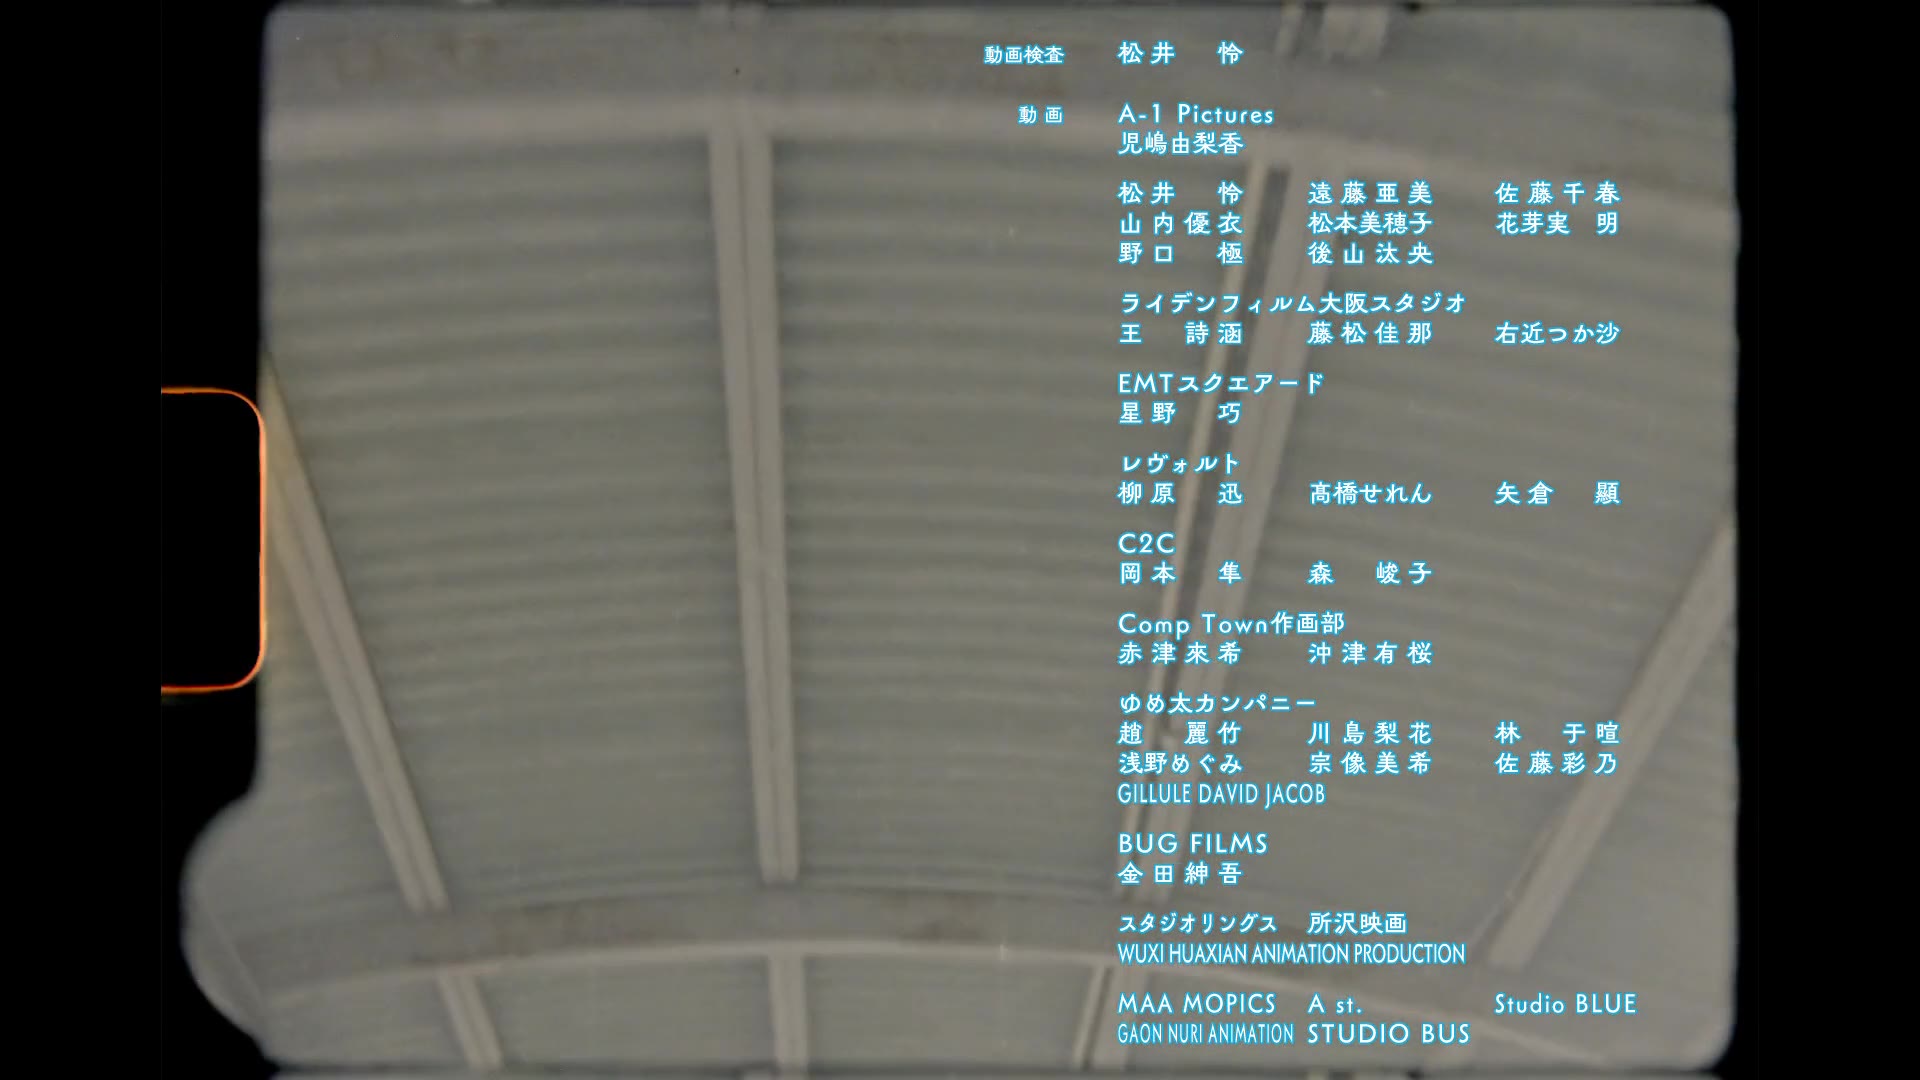 動画検査 松井 怜
動画 A-1 Pictures
児嶋由梨香
松井 怜 遠藤亜美 佐藤千春
山内優衣 松本美穂子 花芽実 明
野口 極 後山汰央
ライデンフィルム大阪スタジオ
王 詩涵 藤松佳那 右近つか沙
EMTスクエアード
星野 巧
レヴォルト
柳原 迅 髙橋せれん 矢倉 顯
C2C
岡本 隼 森 峻子
Comp Town作画部
赤津來希 沖津有桜
ゆめ太カンパニー
趙 麗竹 川島梨花 林 于暄
浅野めぐみ 宗像美希 佐藤彩乃
GILLULE DAVID JACOB
BUG FILMS
金田紳吾
スタジオリングス 所沢映画
WUXI HUAXIAN ANIMATION PRODUCTION
MAA MOPICS A st. Studio BLUE
GAON NURI ANIMATION STUDIO BUS